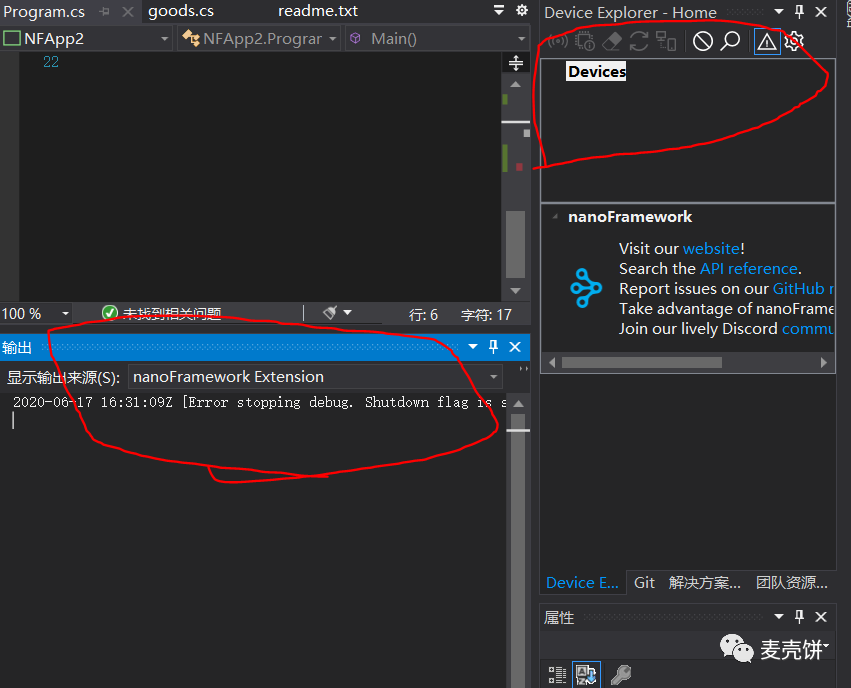 Program.cs
goods.cs
readme.txt
NFApp2
NFApp2.Prograr
Main()
22
100 %
未找到相关问题
行: 6
字符: 17
输出
显示输出来源(S):
nanoFramework Extension
2020-06-17 16:31:09Z [Error stopping debug. Shutdown flag is s
Device Explorer - Home
Devices
nanoFramework
Visit our website!
Search the API reference.
Report issues on our GitHub r
Take advantage of nanoFrame
Join our lively Discord commu
Device E...
Git
解决方案...
团队资源...
属性
麦壳饼